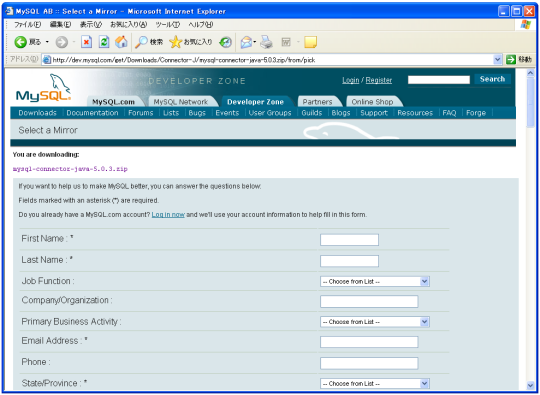 MySQL AB :: Select a Mirror - Microsoft Internet Explorer
ファイル(F) 編集(E) 表示(V) お気に入り(A) ツール(T) ヘルプ(H)
戻る 検索 お気に入り
アドレス(D) http://dev.mysql.com/get/Downloads/Connector-J/mysql-connector-java-5.0.3.zip/from/pick 移動
MySQL
DEVELOPER ZONE Login / Register Search
MySQL.com MySQL Network Developer Zone Partners Online Shop
Downloads Documentation Forums Lists Bugs Events User Groups Guilds Blogs Support Resources FAQ Forge
Select a Mirror
You are downloading:
mysql-connector-java-5.0.3.zip
If you want to help us to make MySQL better, you can answer the questions below:
Fields marked with an asterisk (*) are required.
Do you already have a MySQL.com account? Log in now and we'll use your account information to help fill in this form.
First Name : *
Last Name : *
Job Function : -- Choose from List --
Company/Organization :
Primary Business Activity : -- Choose from List --
Email Address : *
Phone :
State/Province : * -- Choose from List --